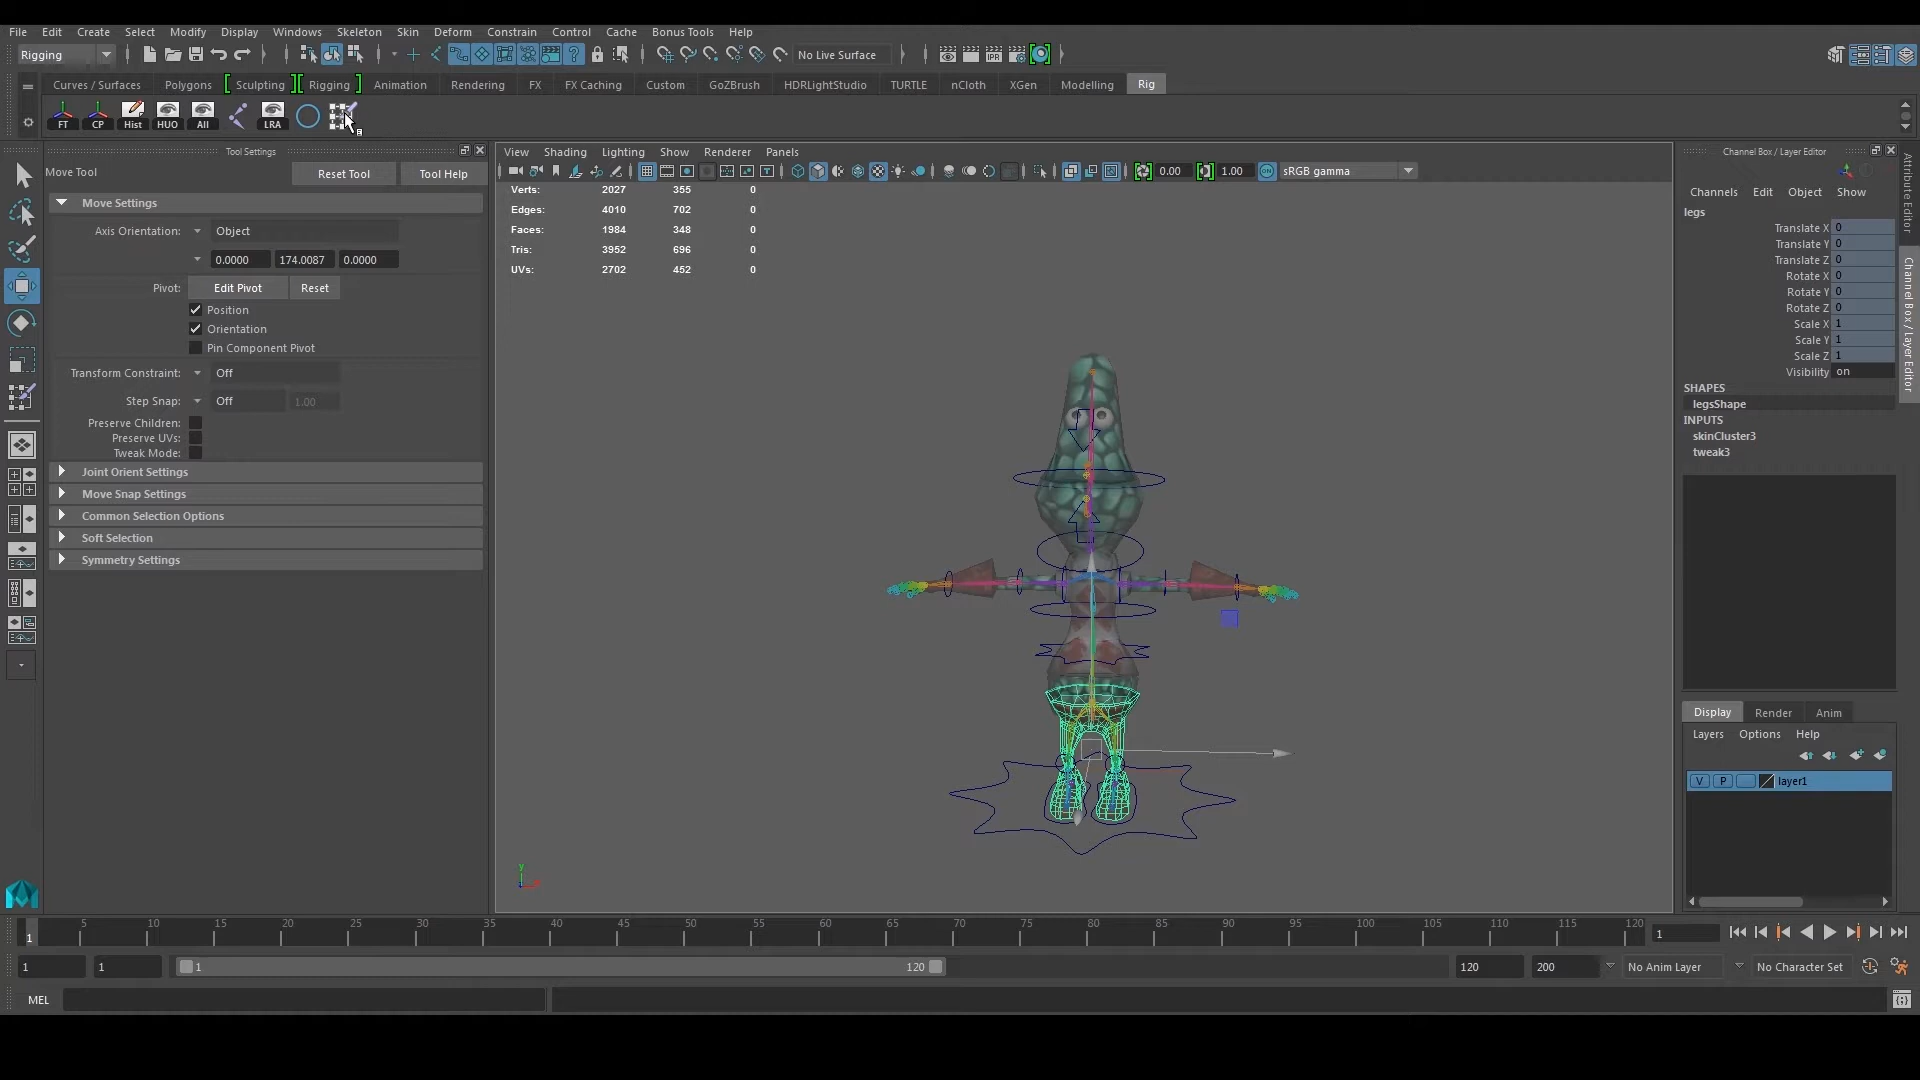 File Edit Create Select Modify Display Windows Skeleton Skin Deform Constrain Control Cache Bonus Tools Help
Rigging No Live Surface
Curves / Surfaces Polygons Sculpting Rigging Animation Rendering FX FX Caching Custom GoZBrush HDRLightStudio TURTLE nCloth XGen Modelling Rig
FT CP Hist HUO All LRA
Tool Settings
Move Tool Reset Tool Tool Help
Move Settings
Axis Orientation: Object
0.0000 174.0087 0.0000
Pivot: Edit Pivot Reset
Position
Orientation
Pin Component Pivot
Transform Constraint: Off
Step Snap: Off 1.00
Preserve Children:
Preserve UVs:
Tweak Mode:
Joint Orient Settings
Move Snap Settings
Common Selection Options
Soft Selection
Symmetry Settings
View Shading Lighting Show Renderer Panels
0.00 1.00 sRGB gamma
Verts: 2027 355 0
Edges: 4010 702 0
Faces: 1984 348 0
Tris: 3952 696 0
UVs: 2702 452 0
y
Channel Box / Layer Editor
Channels Edit Object Show
legs
Translate X 0
Translate Y 0
Translate Z 0
Rotate X 0
Rotate Y 0
Rotate Z 0
Scale X 1
Scale Y 1
Scale Z 1
Visibility on
SHAPES
legsShape
INPUTS
skinCluster3
tweak3
Attribute Editor
Channel Box / Layer Editor
Display Render Anim
Layers Options Help
V P layer1
1 5 10 15 20 25 30 35 40 45 50 55 60 65 70 75 80 85 90 95 100 105 110 115 120 1
1 1 1 120 120 200 No Anim Layer No Character Set
MEL